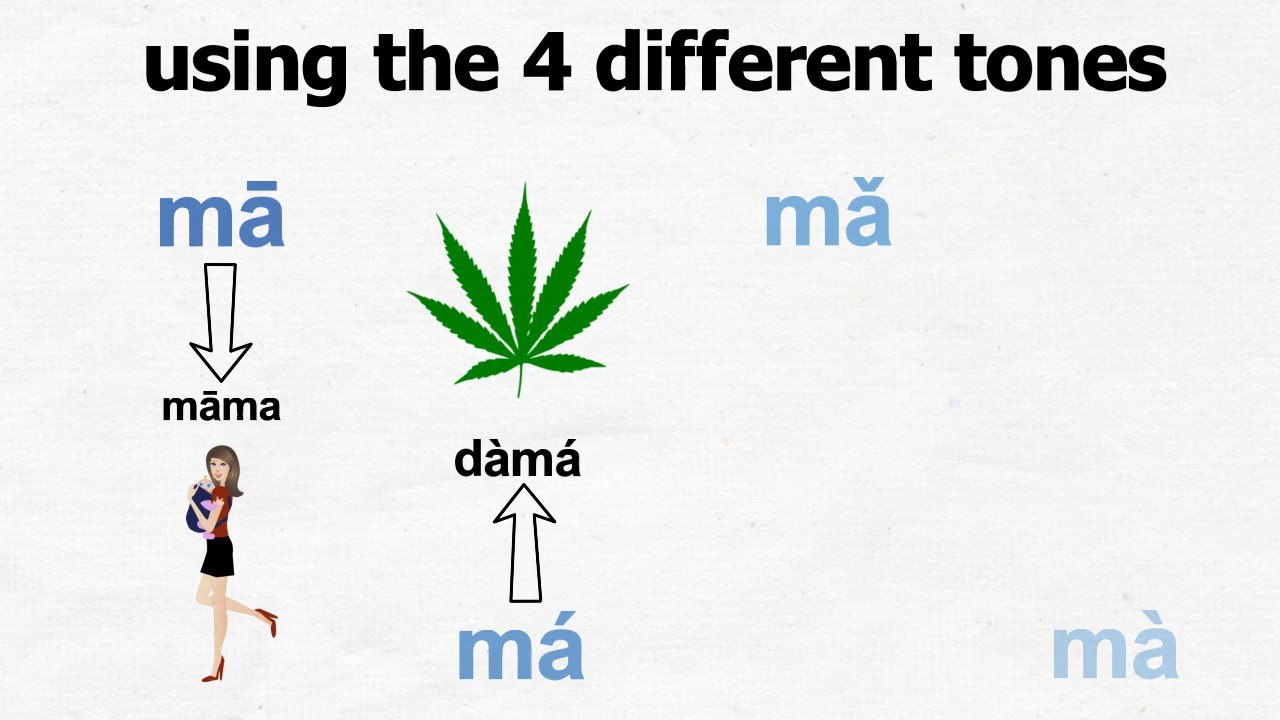 using the 4 different tones
mā
mǎ
māma
dàmá
má
mà